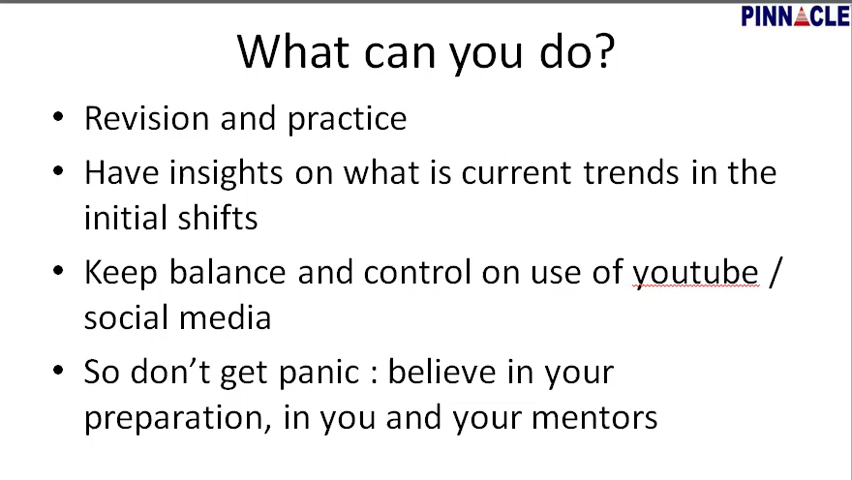 PINNACLE
What can you do?
• Revision and practice
• Have insights on what is current trends in the
initial shifts
• Keep balance and control on use of youtube /
social media
• So don't get panic : believe in your
preparation, in you and your mentors